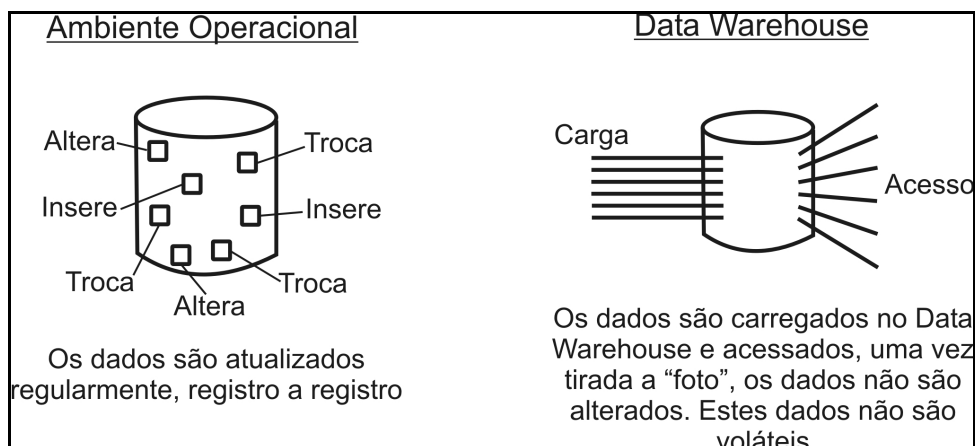 Ambiente Operacional
Altera
Troca
Insere
Insere
Troca
Troca
Altera
Os dados são atualizados
regularmente, registro a registro
Data Warehouse
Carga
Acesso
Os dados são carregados no Data
Warehouse e acessados, uma vez
tirada a “foto”, os dados não são
alterados. Estes dados não são
voláteis